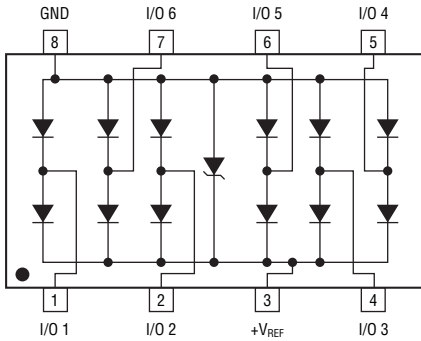 GND I/O 6 I/O 5 I/O 4
8 7 6 5
1 2 3 4
I/O 1 I/O 2 +VREF I/O 3